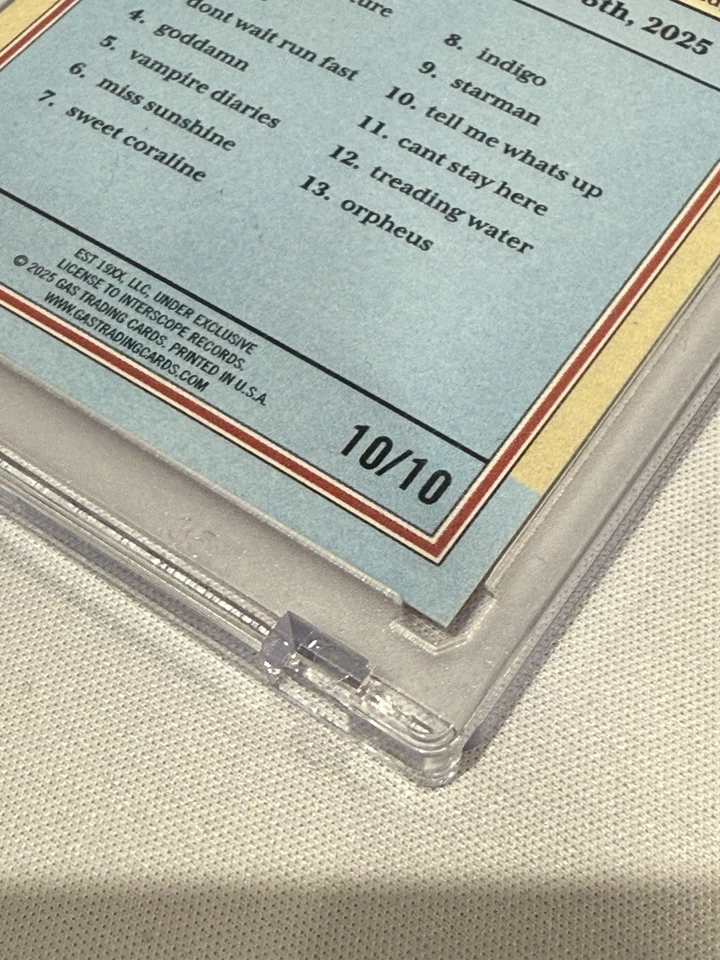 8th, 2025
dont wait run fast
4. goddamn
5. vampire diaries
6. miss sunshine
7. sweet coraline
8. indigo
9. starman
10. tell me whats up
11. cant stay here
12. treading water
13. orpheus
EST 19XX, LLC, UNDER EXCLUSIVE
LICENSE TO INTERSCOPE RECORDS.
© 2025 GAS TRADING CARDS. PRINTED IN U.S.A.
WWW.GASTRADINGCARDS.COM
10/10